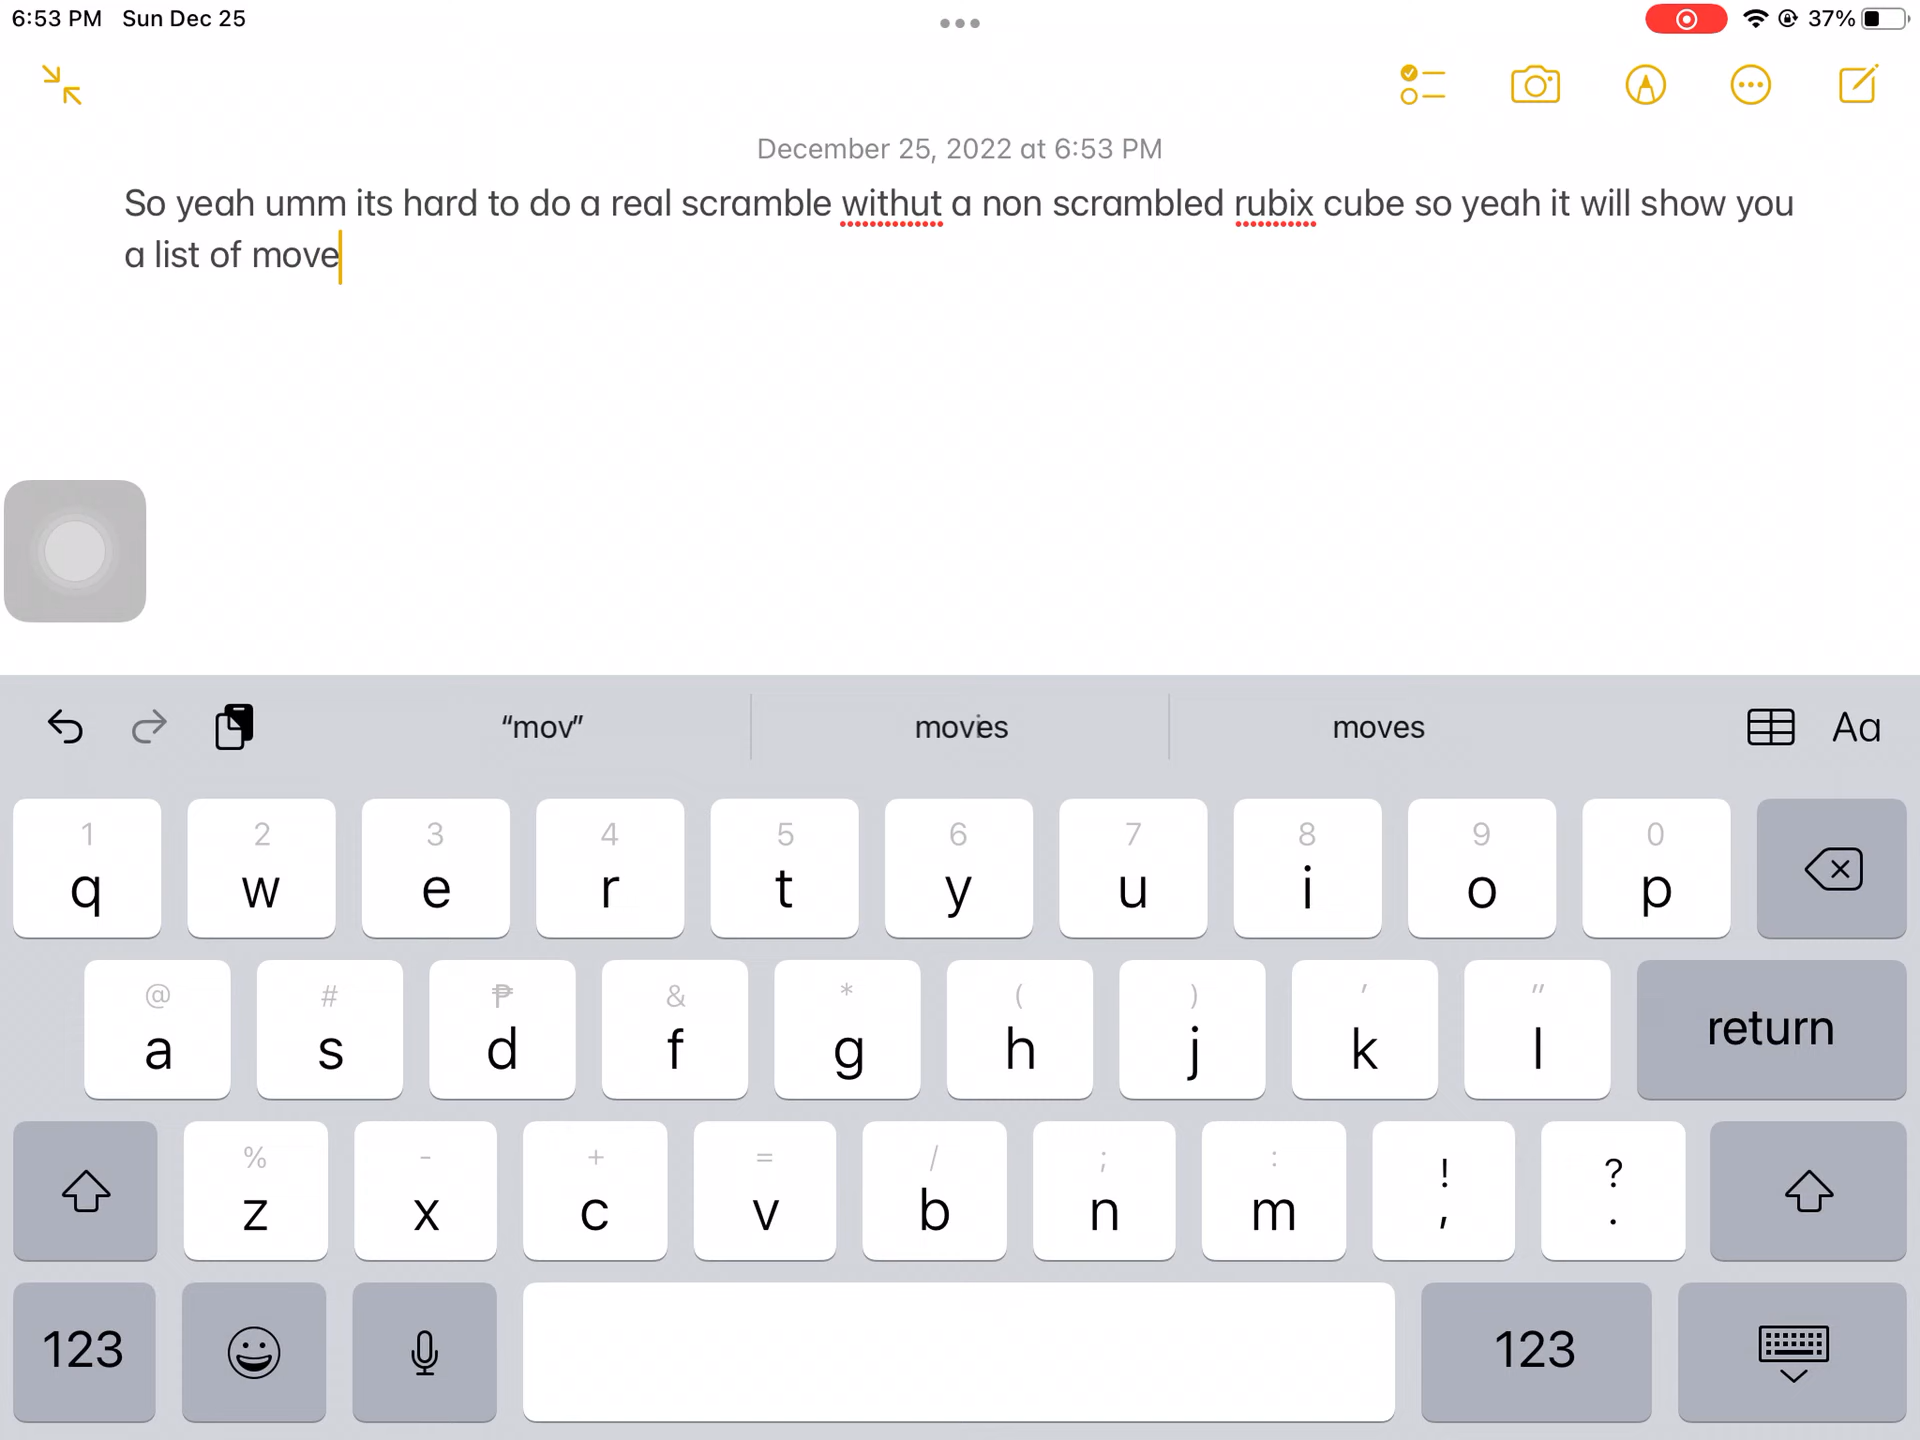 6:53 PM Sun Dec 25 37%
December 25, 2022 at 6:53 PM
So yeah umm its hard to do a real scramble withut a non scrambled rubix cube so yeah it will show you
a list of move
“mov” movies moves Aa
1 2 3 4 5 6 7 8 9 0
q w e r t y u i o p
@ # ₱ & * ( ) ' "
a s d f g h j k l return
% - + = / ; : ! ?
z x c v b n m , .
123 123